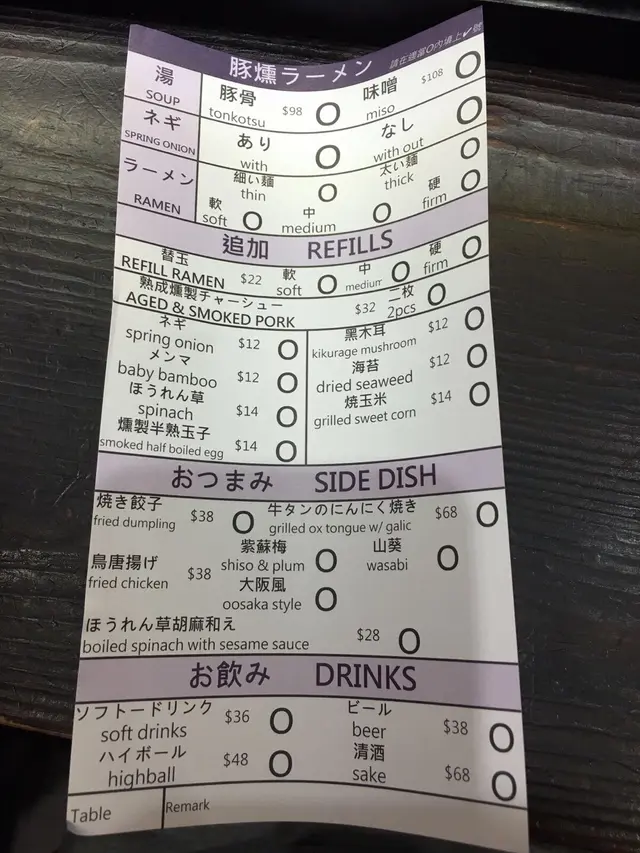 豚燻ラーメン 請在適當O內填上✓號
湯 SOUP 豚骨 tonkotsu $98 O 味噌 miso $108 O
ネギ SPRING ONION あり with O なし with out O
ラーメン RAMEN 細い麺 thin O 太い麺 thick O
軟 soft O 中 medium O 硬 firm O
追加 REFILLS
替玉 REFILL RAMEN $22 軟 soft O 中 medium O 硬 firm O
熟成燻製チャーシュー AGED & SMOKED PORK $32 二枚 2pcs O
ネギ spring onion $12 O 黑木耳 kikurage mushroom $12 O
メンマ baby bamboo $12 O 海苔 dried seaweed $12 O
ほうれん草 spinach $14 O 焼玉米 grilled sweet corn $14 O
燻製半熟玉子 smoked half boiled egg $14 O
おつまみ SIDE DISH
焼き餃子 fried dumpling $38 O 牛タンのにんにく焼き grilled ox tongue w/ galic $68 O
鳥唐揚げ fried chicken $38 紫蘇梅 shiso & plum O 山葵 wasabi O
大阪風 oosaka style O
ほうれん草胡麻和え boiled spinach with sesame sauce $28 O
お飲み DRINKS
ソフトードリンク soft drinks $36 O ビール beer $38 O
ハイボール highball $48 O 清酒 sake $68 O
Table Remark